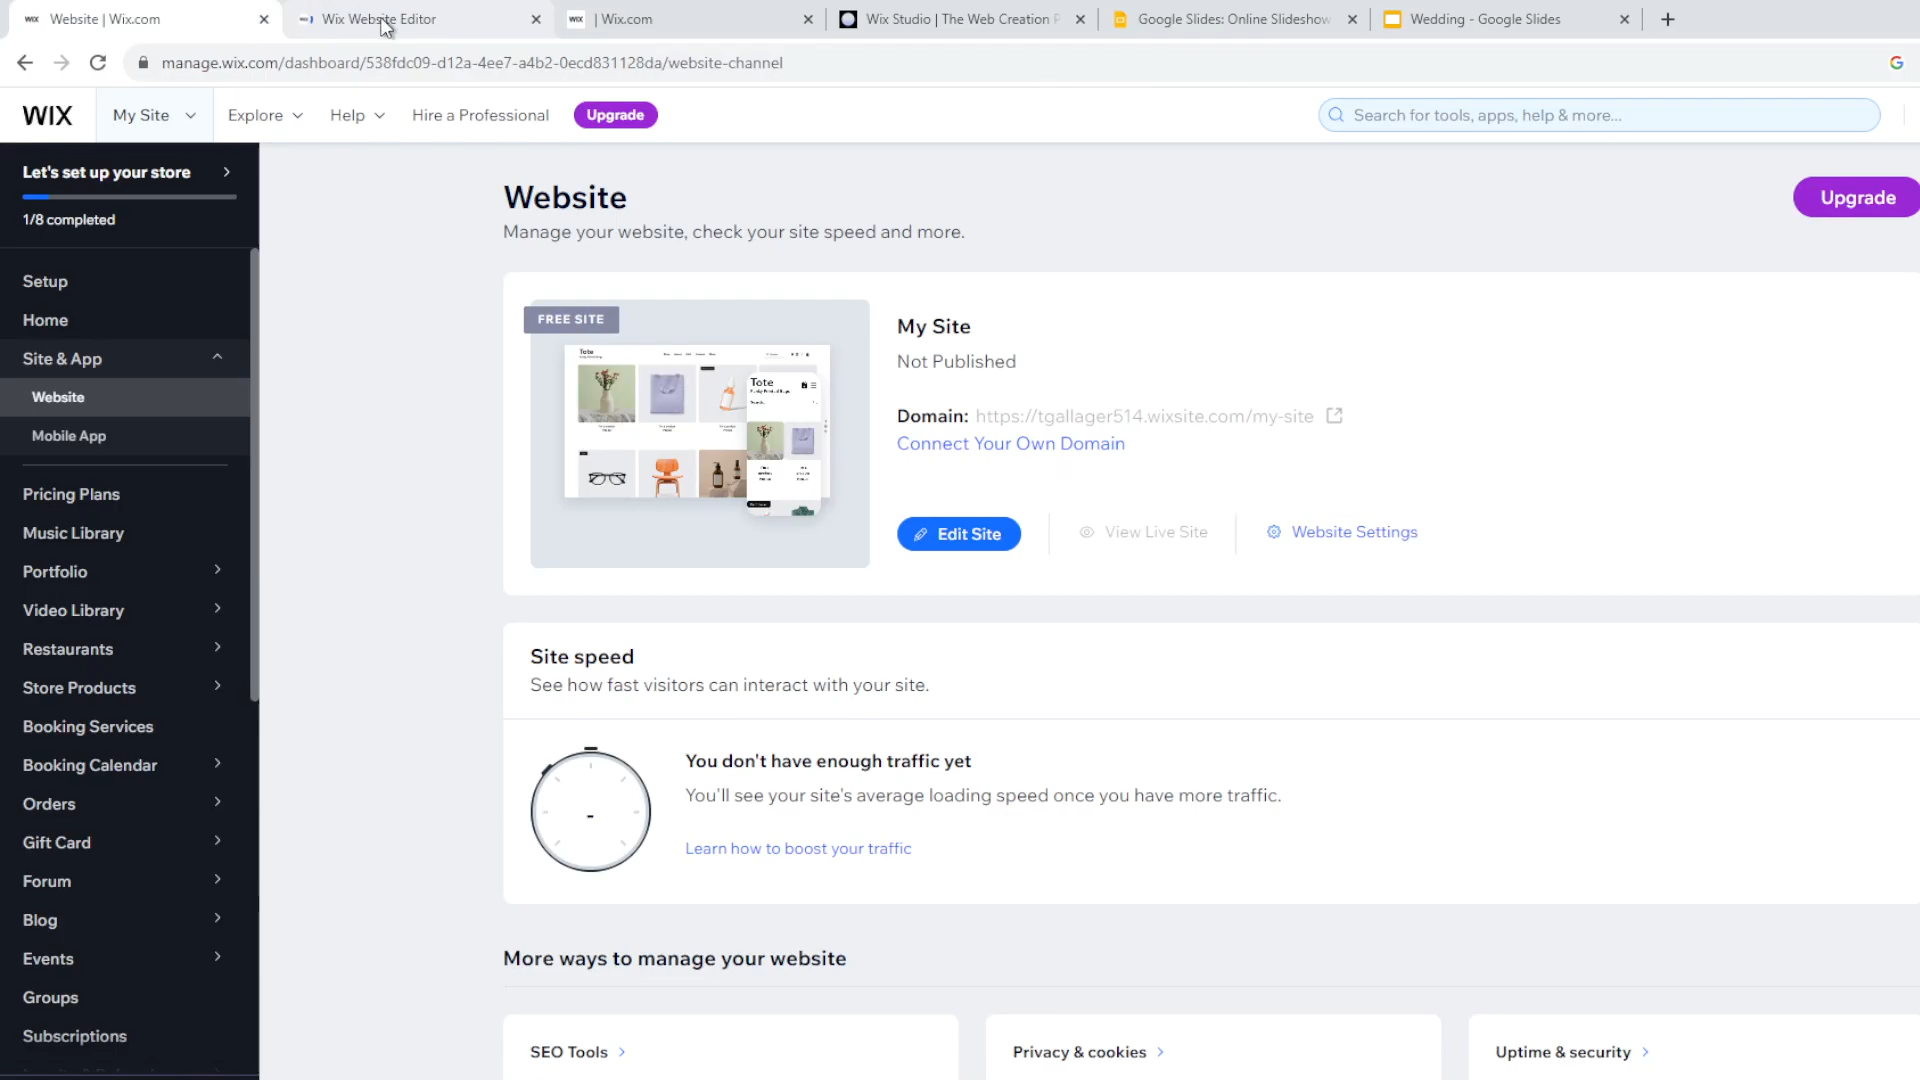 WIX Website | Wix.com
Wix Website Editor
WIX | Wix.com
Wix Studio | The Web Creation P
Google Slides: Online Slideshow
Wedding - Google Slides
manage.wix.com/dashboard/538fdc09-d12a-4ee7-a4b2-0ecd831128da/website-channel
WIX
My Site
Explore
Help
Hire a Professional
Upgrade
Search for tools, apps, help & more...
Let's set up your store
1/8 completed
Setup
Home
Site & App
Website
Mobile App
Pricing Plans
Music Library
Portfolio
Video Library
Restaurants
Store Products
Booking Services
Booking Calendar
Orders
Gift Card
Forum
Blog
Events
Groups
Subscriptions
Website
Manage your website, check your site speed and more.
Upgrade
FREE SITE
Tote
Tote
My Site
Not Published
Domain: https://tgallager514.wixsite.com/my-site
Connect Your Own Domain
Edit Site
View Live Site
Website Settings
Site speed
See how fast visitors can interact with your site.
You don't have enough traffic yet
You'll see your site's average loading speed once you have more traffic.
-
Learn how to boost your traffic
More ways to manage your website
SEO Tools
Privacy & cookies
Uptime & security